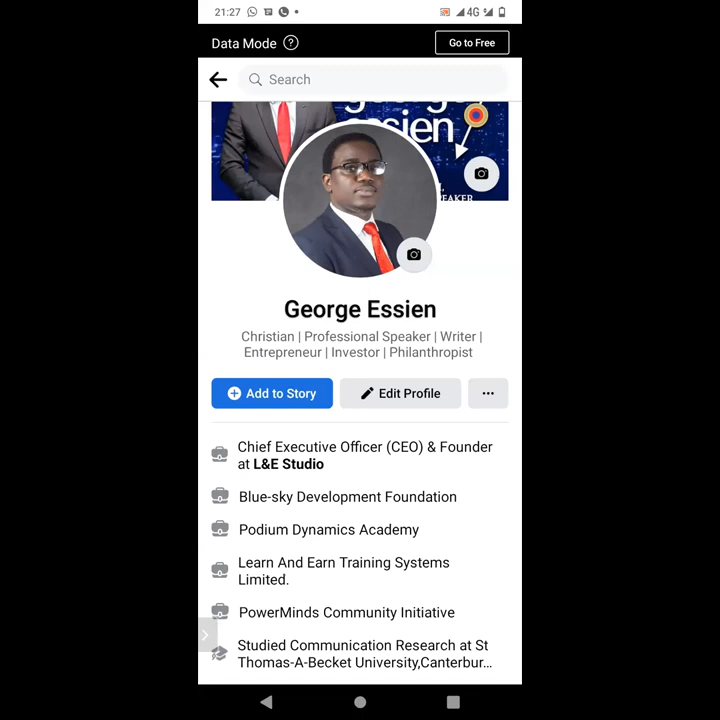 21:27
4G
Data Mode ?
Go to Free
Search
essien
SPEAKER
George Essien
Christian | Professional Speaker | Writer |
Entrepreneur | Investor | Philanthropist
Add to Story
Edit Profile
Chief Executive Officer (CEO) & Founder
at L&E Studio
Blue-sky Development Foundation
Podium Dynamics Academy
Learn And Earn Training Systems
Limited.
PowerMinds Community Initiative
Studied Communication Research at St
Thomas-A-Becket University,Canterbur...